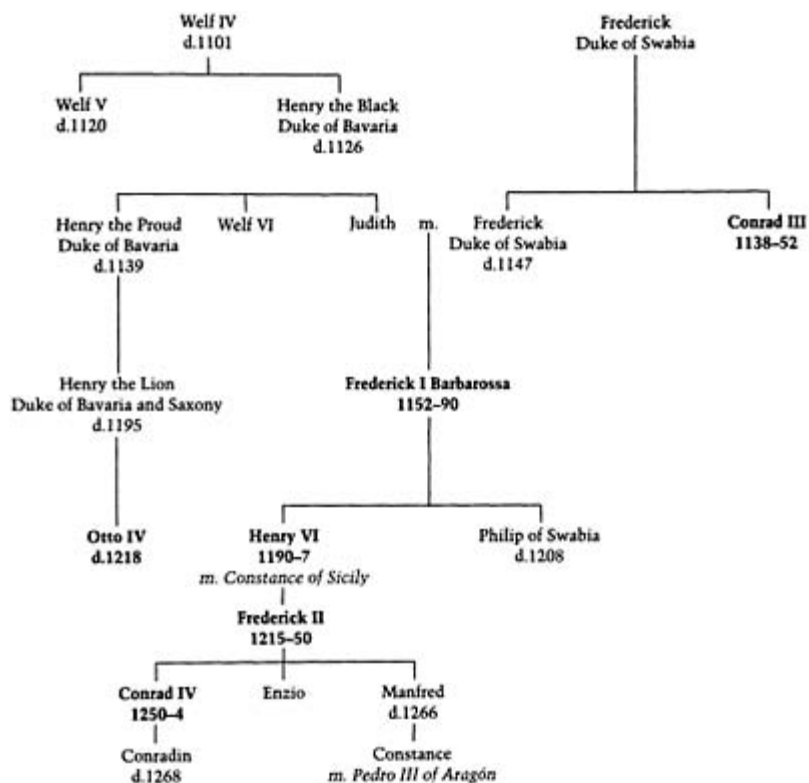 Welf IV
d.1101
Frederick
Duke of Swabia
Welf V
d.1120
Henry the Black
Duke of Bavaria
d.1126
Henry the Proud
Duke of Bavaria
d.1139
Welf VI
Judith m.
Frederick
Duke of Swabia
d.1147
Conrad III
1138–52
Henry the Lion
Duke of Bavaria and Saxony
d.1195
Frederick I Barbarossa
1152–90
Otto IV
d.1218
Henry VI
1190–7
m. Constance of Sicily
Philip of Swabia
d.1208
Frederick II
1215–50
Conrad IV
1250–4
Enzio
Manfred
d.1266
Conradin
d.1268
Constance
m. Pedro III of Aragón